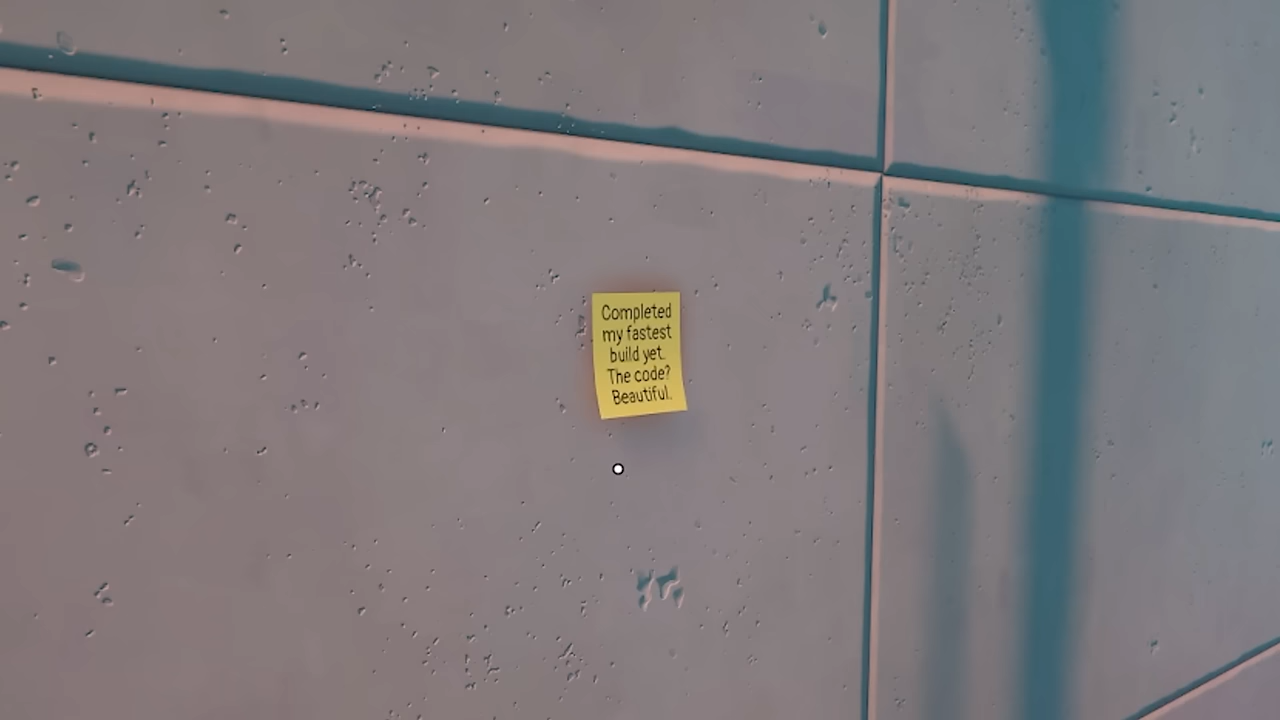 Completed
my fastest
build yet.
The code?
Beautiful.